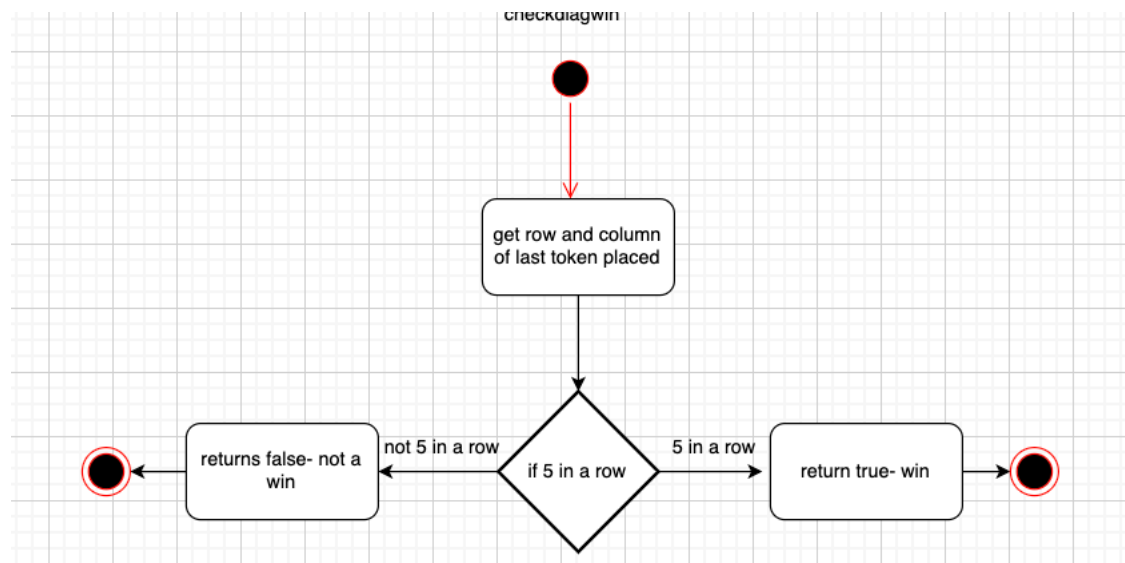 checkdiagwin
get row and column
of last token placed
not 5 in a row
5 in a row
returns false- not a
win
if 5 in a row
return true- win